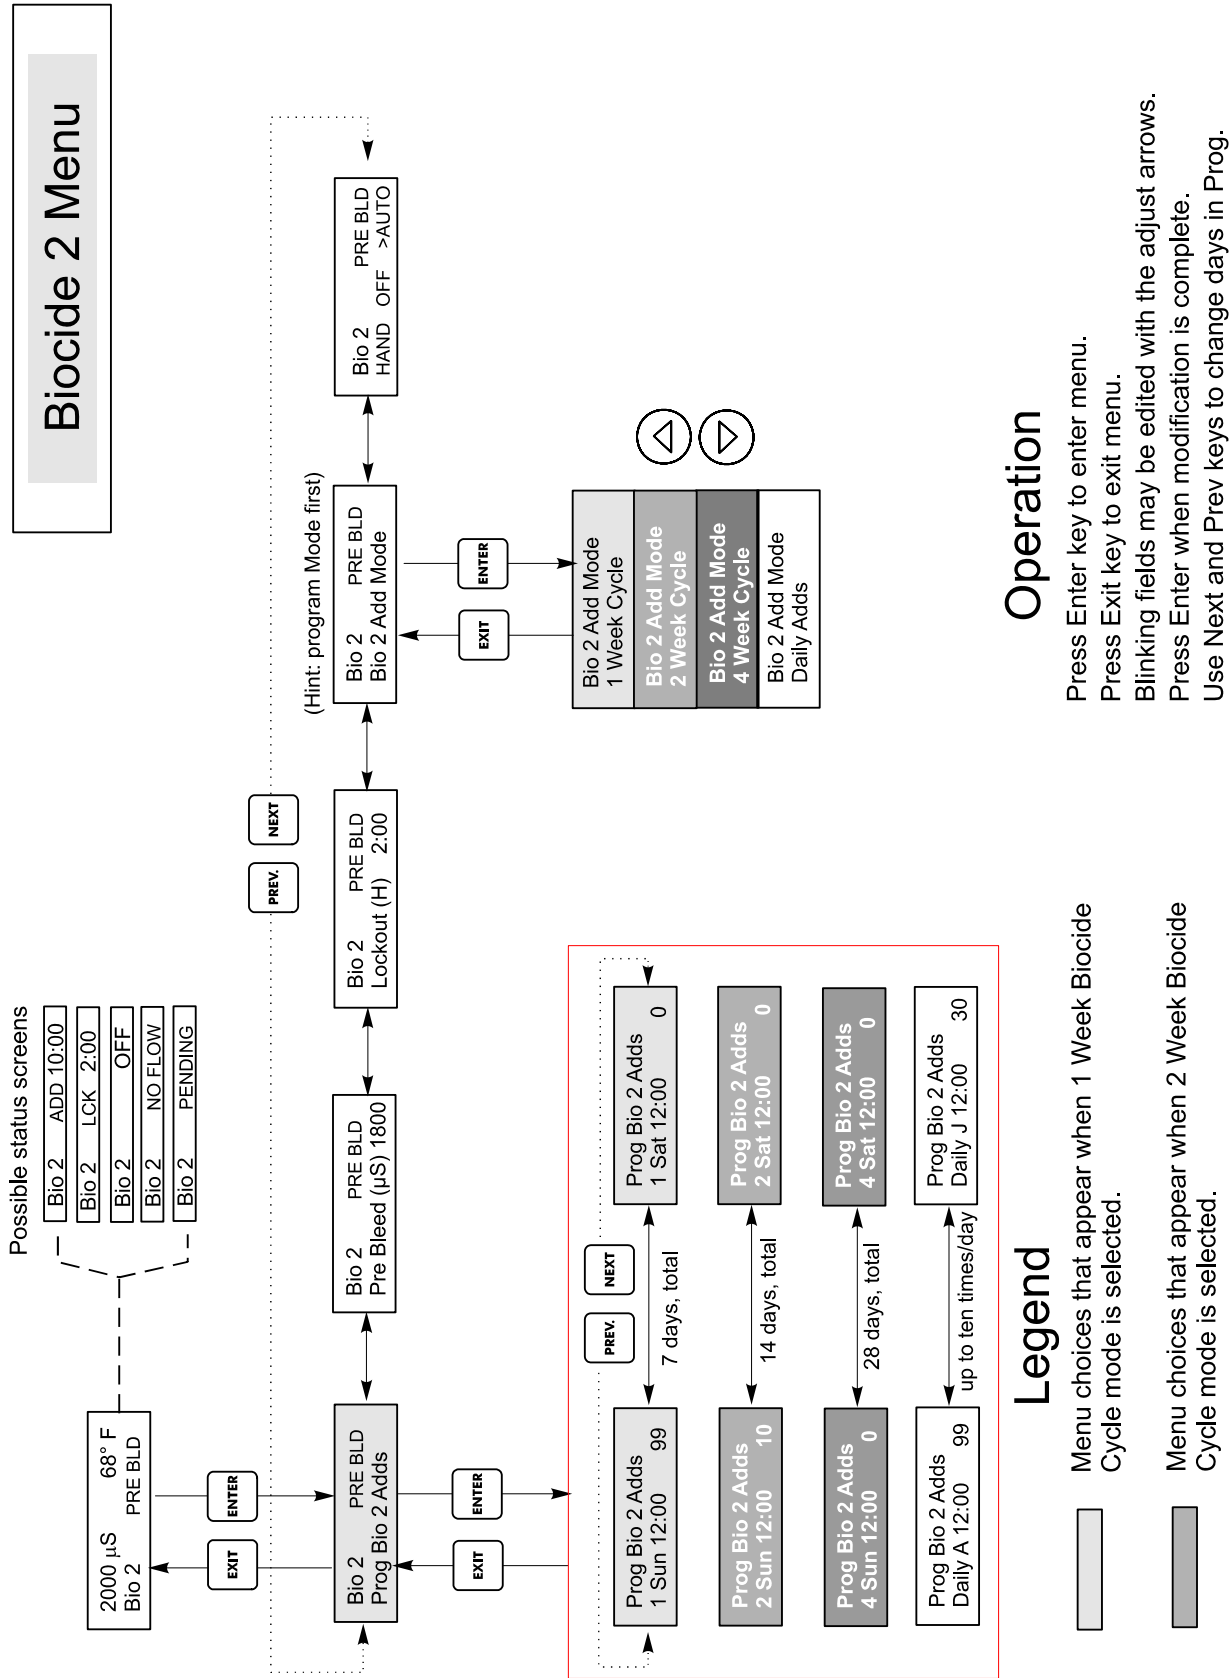 Biocide 2 Menu
Possible status screens
2000 µS 68° F
Bio 2 PRE BLD
Bio 2 ADD 10:00
Bio 2 LCK 2:00
Bio 2 OFF
Bio 2 NO FLOW
Bio 2 PENDING
EXIT
ENTER
PREV.
NEXT
(Hint: program Mode first)
Bio 2 PRE BLD
Prog Bio 2 Adds
Bio 2 PRE BLD
Pre Bleed (µS) 1800
Bio 2 PRE BLD
Lockout (H) 2:00
Bio 2 PRE BLD
Bio 2 Add Mode
Bio 2 PRE BLD
HAND OFF >AUTO
EXIT
ENTER
EXIT
ENTER
Bio 2 Add Mode
1 Week Cycle
Bio 2 Add Mode
2 Week Cycle
Bio 2 Add Mode
4 Week Cycle
Bio 2 Add Mode
Daily Adds
PREV.
NEXT
Prog Bio 2 Adds
1 Sun 12:00 99
7 days, total
Prog Bio 2 Adds
1 Sat 12:00 0
Prog Bio 2 Adds
2 Sun 12:00 10
14 days, total
Prog Bio 2 Adds
2 Sat 12:00 0
Prog Bio 2 Adds
4 Sun 12:00 0
28 days, total
Prog Bio 2 Adds
4 Sat 12:00 0
Prog Bio 2 Adds
Daily A 12:00 99
up to ten times/day
Prog Bio 2 Adds
Daily J 12:00 30
Legend
Menu choices that appear when 1 Week Biocide
Cycle mode is selected.
Menu choices that appear when 2 Week Biocide
Cycle mode is selected.
Operation
Press Enter key to enter menu.
Press Exit key to exit menu.
Blinking fields may be edited with the adjust arrows.
Press Enter when modification is complete.
Use Next and Prev keys to change days in Prog.